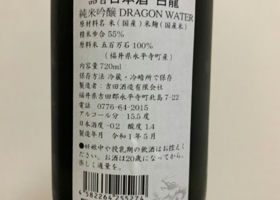 日本酒 白龍
純米吟醸 DRAGON WATER
原材料名 米(国産)米麹(国産米)
精米歩合 55%
原料米 五百万石 100%
(福井県永平寺町産)
内容量 720ml
保存方法 冷蔵・冷暗所で保存
製造者 吉田酒造有限会社
福井県吉田郡永平寺町北島7-22
電話 0776-64-2015
アルコール分 15.5度
日本酒度 -0.2 酸度 1.4
製造年月 令和1年5月
●妊娠中や授乳期の飲酒はお控えく
ださい。お酒は20歳になってから。
楽しく適量を。
4582264255274